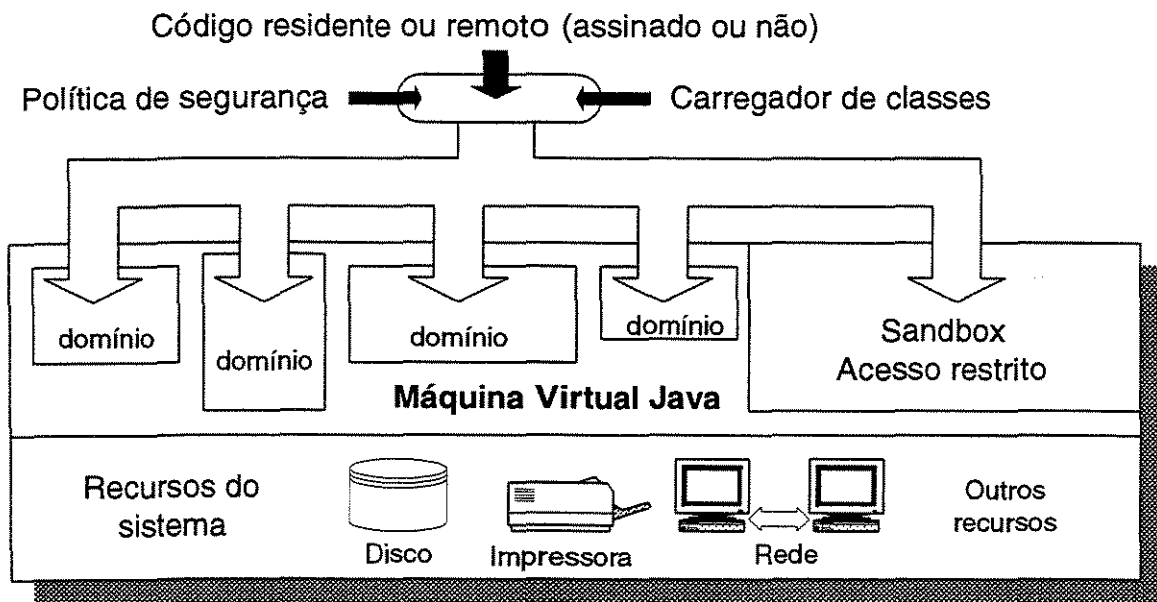 Código residente ou remoto (assinado ou não)
Política de segurança
Carregador de classes
domínio
domínio
domínio
domínio
Sandbox
Acesso restrito
Máquina Virtual Java
Recursos do
sistema
Disco
Impressora
Rede
Outros
recursos